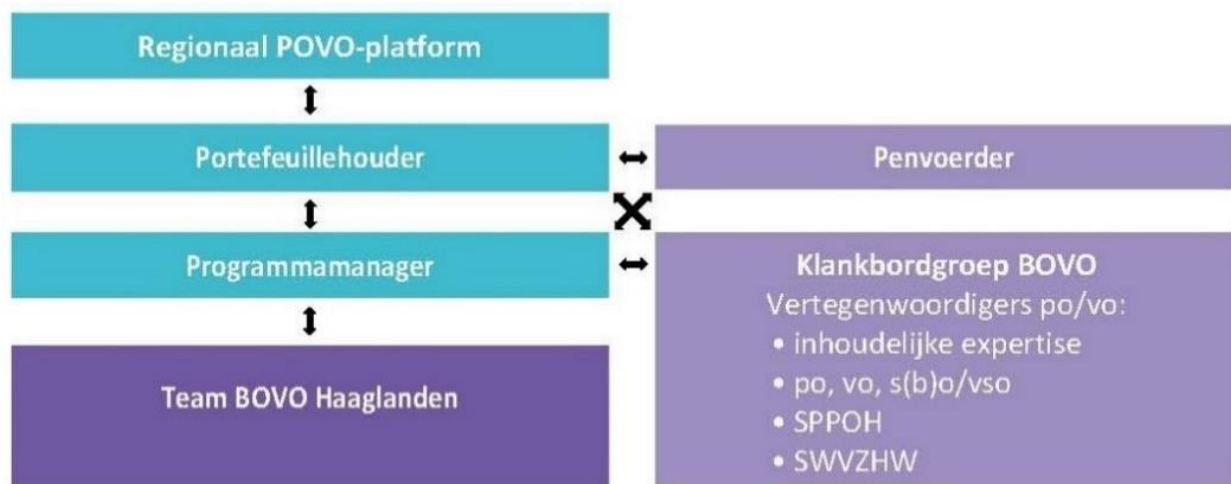 Regionaal POVO-platform
Portefeuillehouder
Penvoerder
Programmamanager
Klankbordgroep BOVO
Vertegenwoordigers po/vo:
• inhoudelijke expertise
• po, vo, s(b)o/vso
• SPPOH
• SWVZHW
Team BOVO Haaglanden